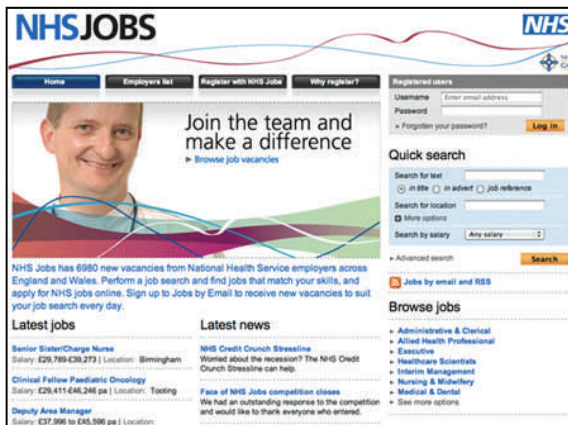 NHSJOBS
NHS
Home
Employers list
Register with NHS Jobs
Why register?
Join the team and
make a difference
Browse job vacancies
NHS Jobs has 6980 new vacancies from National Health Service employers across
England and Wales. Perform a job search and find jobs that match your skills, and
apply for NHS jobs online. Sign up to Jobs by Email to receive new vacancies to suit
your job search every day.
Latest jobs
Senior Sister/Charge Nurse
Salary: £29,789-£39,273 | Location: Birmingham
Clinical Fellow Paediatric Oncology
Salary: £29,411-£46,246 pa | Location: Tooting
Deputy Area Manager
Salary: £37,996 to £45,596 pa | Location:
Latest news
NHS Credit Crunch Stressline
Worried about the recession? The NHS Credit
Crunch Stressline can help.
Face of NHS Jobs competition closes
We had an outstanding response to the competition
and would like to thank everyone who entered.
Registered users
Username Enter email address
Password
Forgotten your password? Log in
Quick search
Search for text
in title in advert job reference
Search for location
More options
Search by salary Any salary
Advanced search Search
Jobs by email and RSS
Browse jobs
Administrative & Clerical
Allied Health Professional
Executive
Healthcare Scientists
Interim Management
Nursing & Midwifery
Medical & Dental
See more options